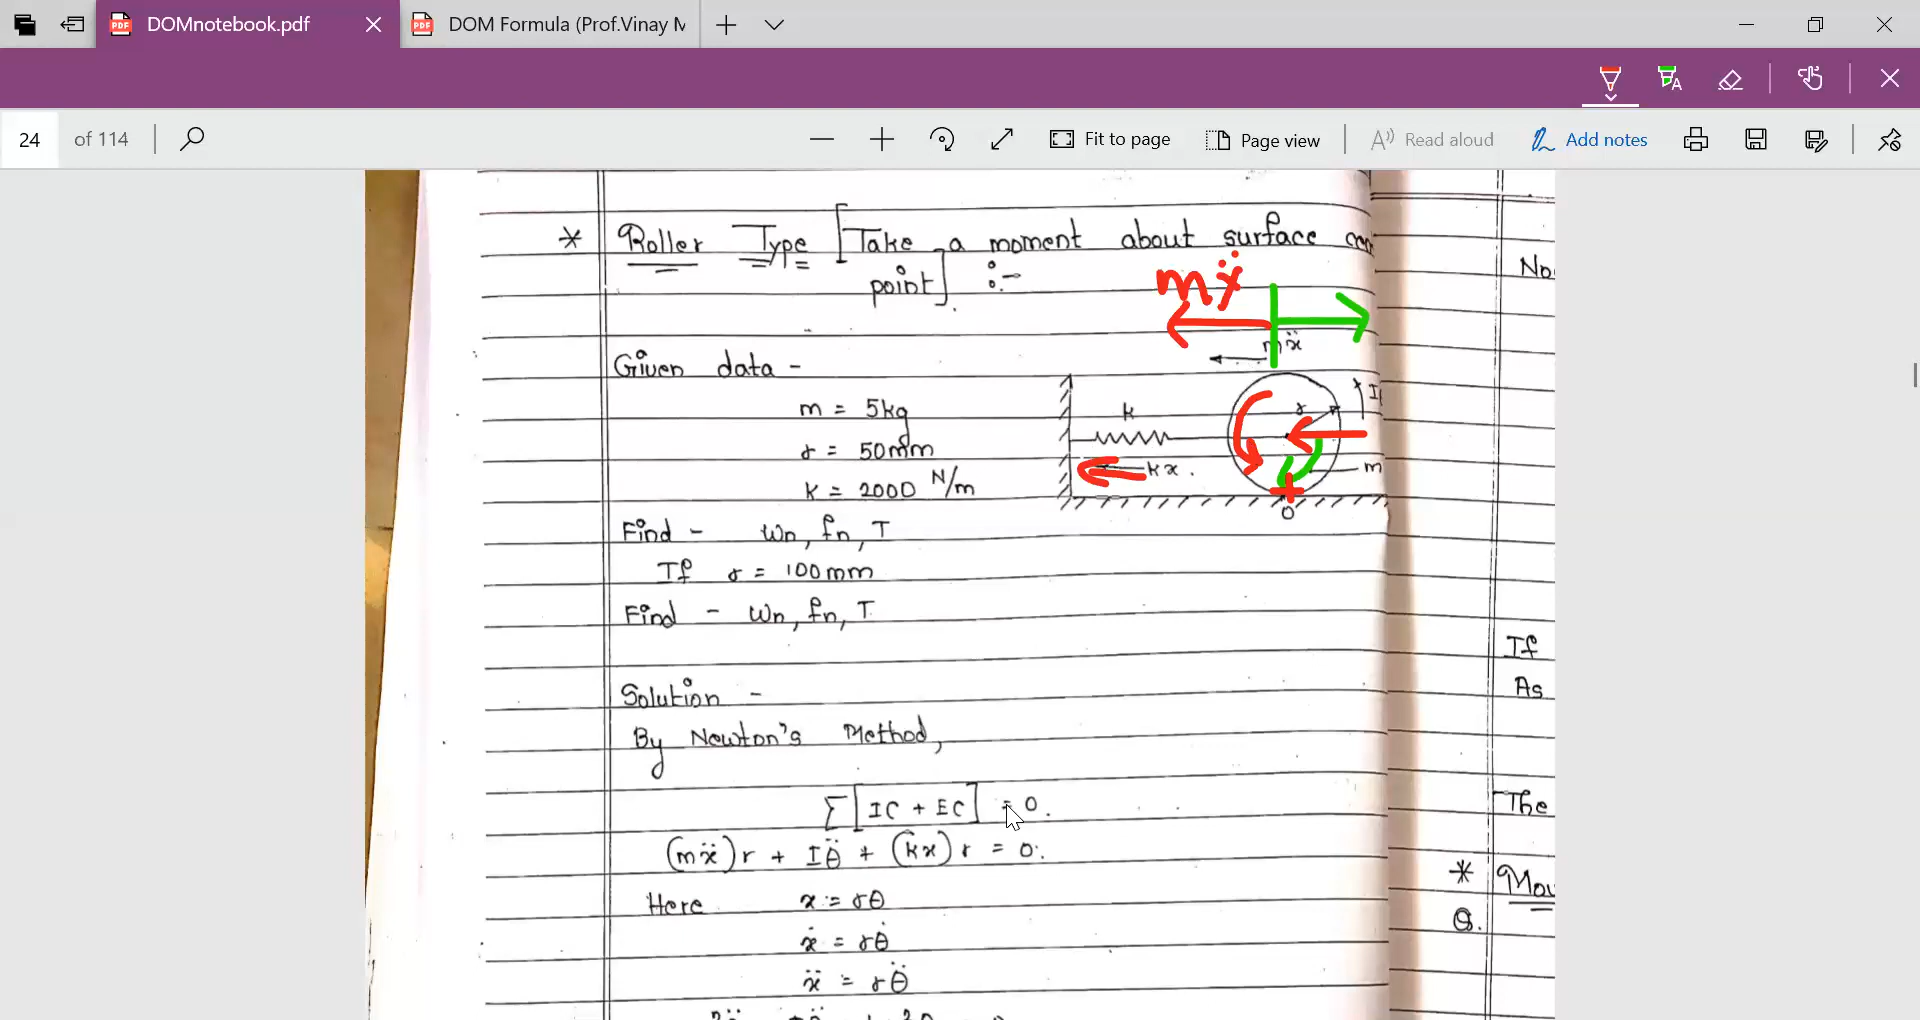 DOMnotebook.pdf
DOM Formula (Prof.Vinay M
24 of 114
Fit to page
Page view
Read aloud
Add notes
* Roller Type [Take a moment about surface con
point] :-
mẍ
mẍ
Given data -
m = 5kg
r = 50mm
k = 2000 N/m
k
r
I
kx.
m
O
Find - ωn, fn, T
If r = 100mm
Find - ωn, fn, T
Solution -
By Newton's Method,
Σ [IC + EC] = 0.
(mẍ)r + Iθ̈ + (kx) r = 0.
Here x = rθ
ẋ = rθ̇
ẍ = rθ̈
No
If
As
The
* Mou
Q.